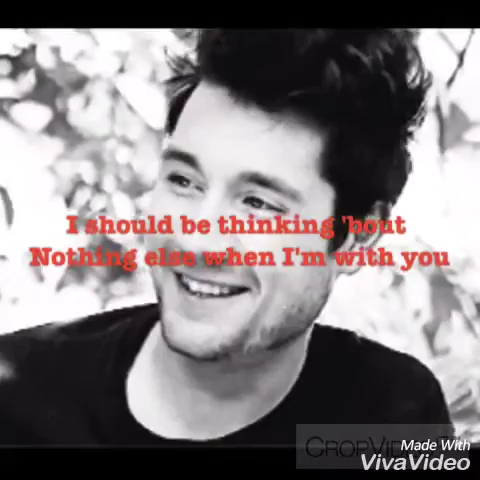 I should be thinking 'bout
Nothing else when I'm with you
Made With
VivaVideo